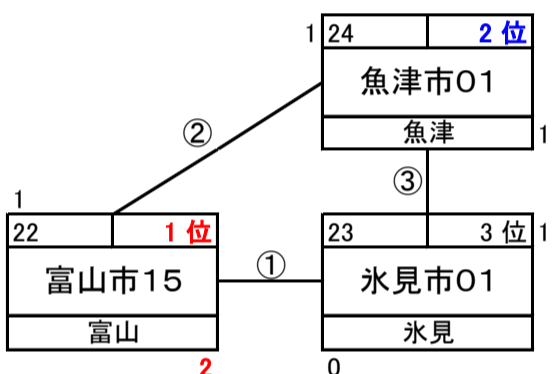 1 24 2 位
魚津市01
魚津 1
②
③
1
22 1 位
富山市15
富山
2
①
23 3 位 1
氷見市01
氷見
0